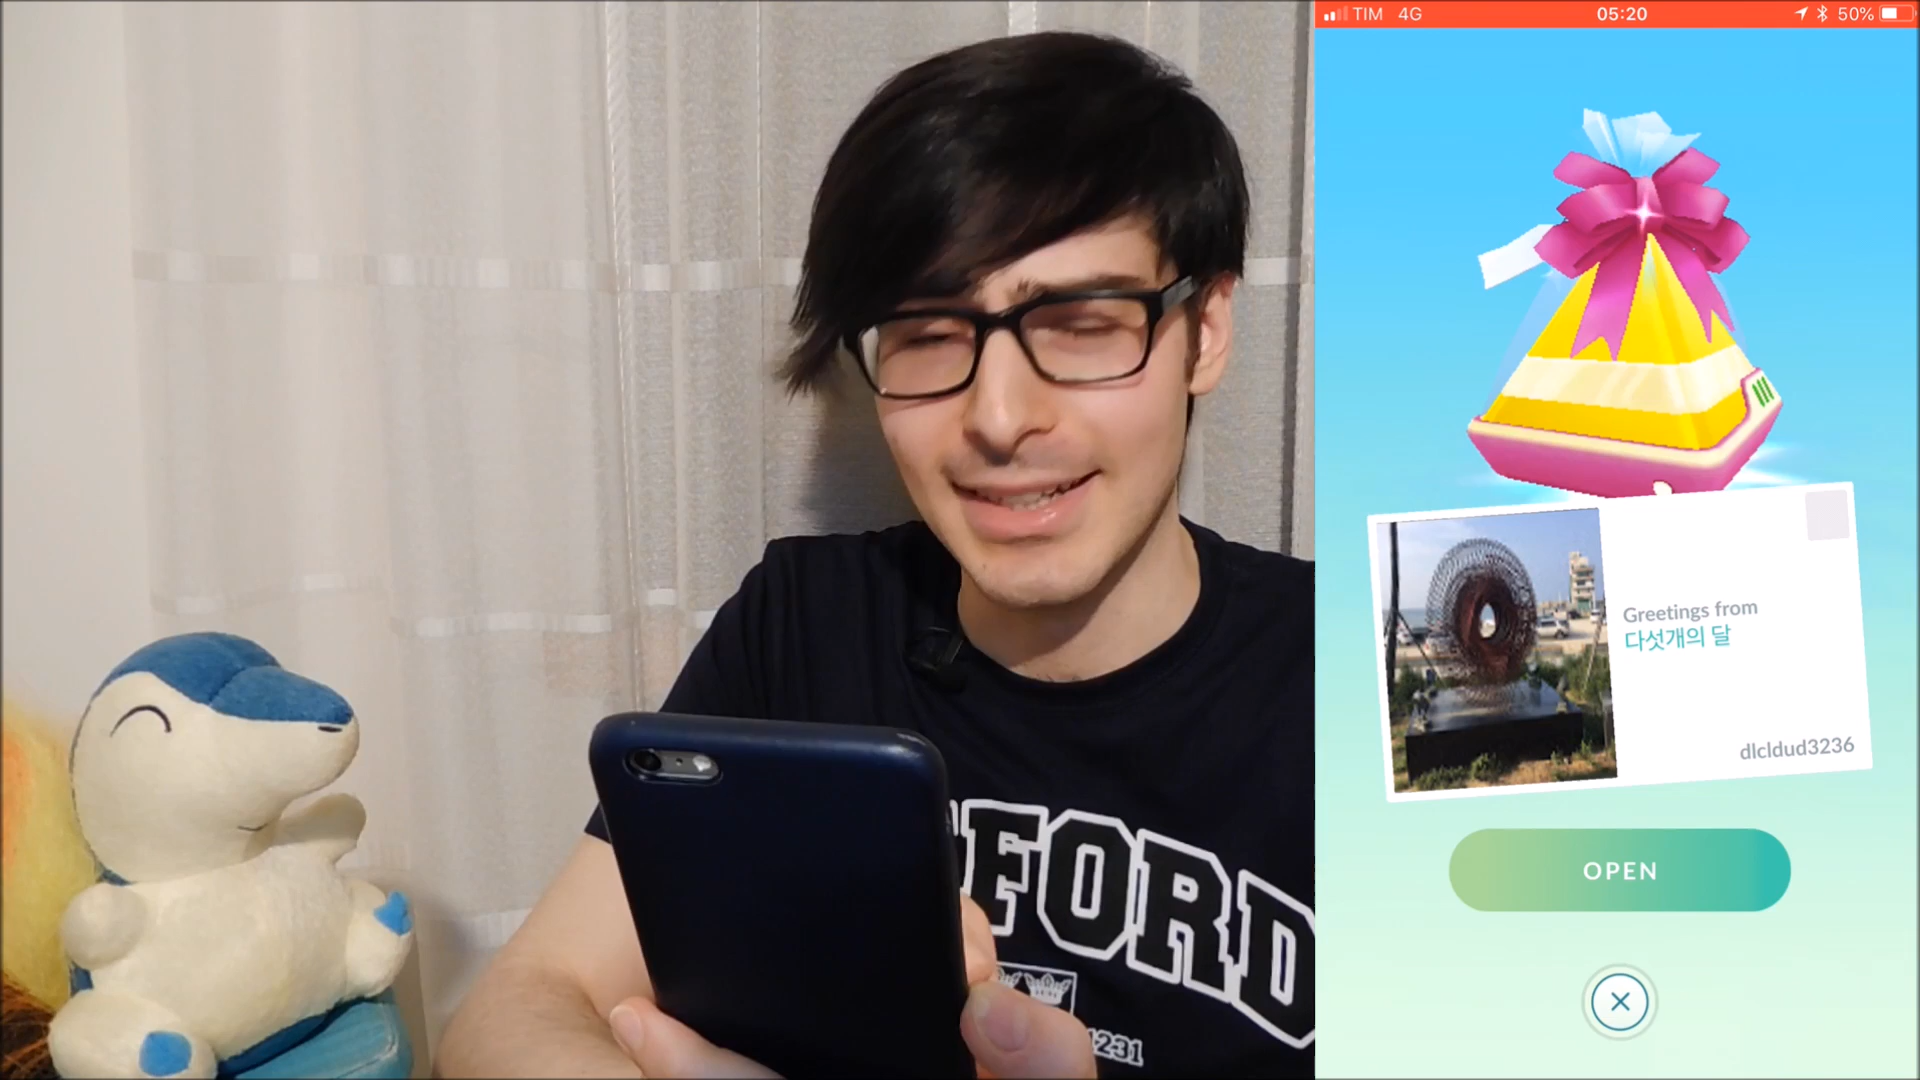 TIM 4G 05:20 50%
Greetings from
다섯개의 달
dlcldud3236
OPEN
FORD
1231